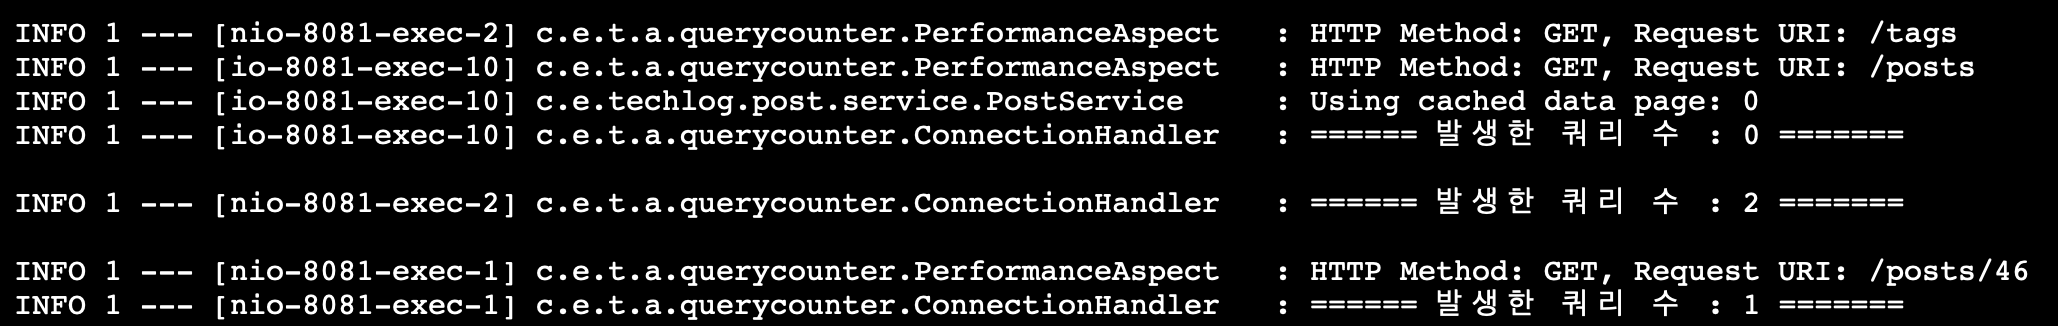 INFO 1 --- [nio-8081-exec-2] c.e.t.a.querycounter.PerformanceAspect : HTTP Method: GET, Request URI: /tags
INFO 1 --- [io-8081-exec-10] c.e.t.a.querycounter.PerformanceAspect : HTTP Method: GET, Request URI: /posts
INFO 1 --- [io-8081-exec-10] c.e.techlog.post.service.PostService : Using cached data page: 0
INFO 1 --- [io-8081-exec-10] c.e.t.a.querycounter.ConnectionHandler : ====== 발생한 쿼리 수 : 0 =======
INFO 1 --- [nio-8081-exec-2] c.e.t.a.querycounter.ConnectionHandler : ====== 발생한 쿼리 수 : 2 =======
INFO 1 --- [nio-8081-exec-1] c.e.t.a.querycounter.PerformanceAspect : HTTP Method: GET, Request URI: /posts/46
INFO 1 --- [nio-8081-exec-1] c.e.t.a.querycounter.ConnectionHandler : ====== 발생한 쿼리 수 : 1 =======